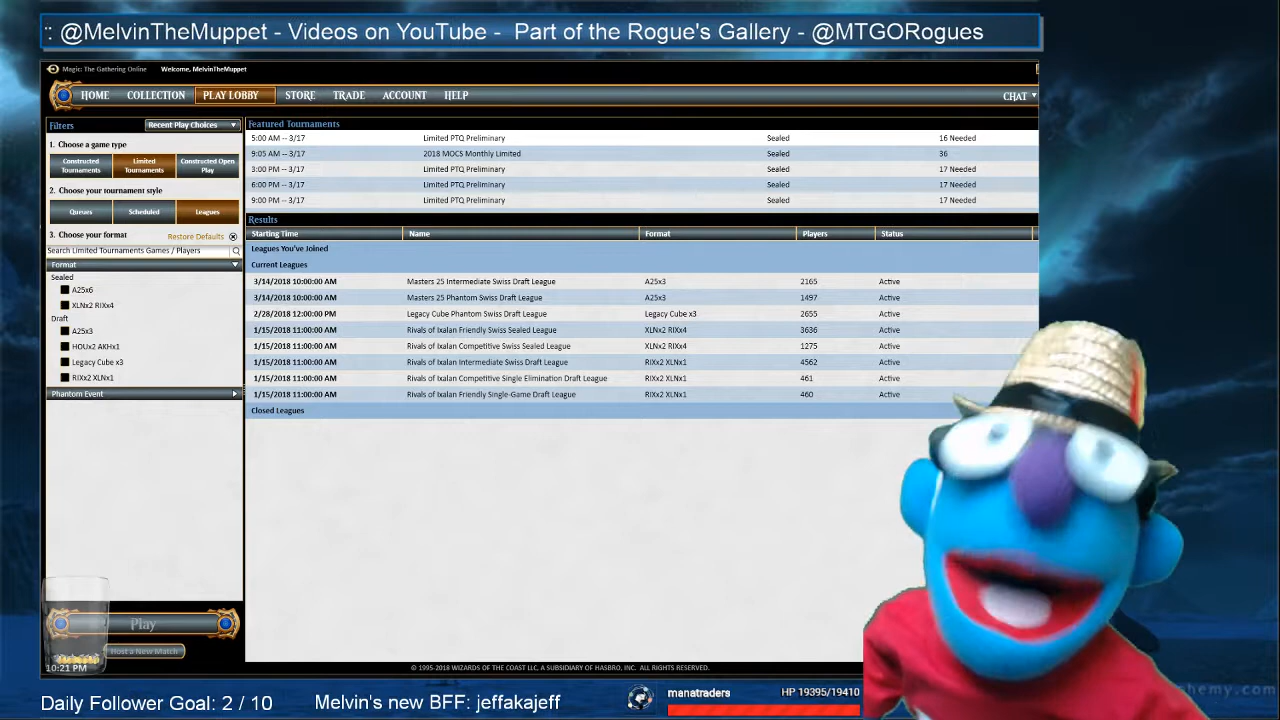 :: @MelvinTheMuppet - Videos on YouTube - Part of the Rogue's Gallery - @MTGORogues
Magic: The Gathering Online Welcome, MelvinTheMuppet
HOME COLLECTION PLAY LOBBY STORE TRADE ACCOUNT HELP CHAT
Filters Recent Play Choices
1. Choose a game type
Constructed Tournaments Limited Tournaments Constructed Open Play
2. Choose your tournament style
Queues Scheduled Leagues
3. Choose your format Restore Defaults
Search Limited Tournaments Games / Players
Format
Sealed
A25x6
XLNx2 RIXx4
Draft
A25x3
HOUx2 AKHx1
Legacy Cube x3
RIXx2 XLNx1
Phantom Event
Play
Host a New Match
10:21 PM
Featured Tournaments
5:00 AM -- 3/17 Limited PTQ Preliminary Sealed 16 Needed
9:05 AM -- 3/17 2018 MOCS Monthly Limited Sealed 36
3:00 PM -- 3/17 Limited PTQ Preliminary Sealed 17 Needed
6:00 PM -- 3/17 Limited PTQ Preliminary Sealed 17 Needed
9:00 PM -- 3/17 Limited PTQ Preliminary Sealed 17 Needed
Results
Starting Time Name Format Players Status
Leagues You've Joined
Current Leagues
3/14/2018 10:00:00 AM Masters 25 Intermediate Swiss Draft League A25x3 2165 Active
3/14/2018 10:00:00 AM Masters 25 Phantom Swiss Draft League A25x3 1497 Active
2/28/2018 12:00:00 PM Legacy Cube Phantom Swiss Draft League Legacy Cube x3 2655 Active
1/15/2018 11:00:00 AM Rivals of Ixalan Friendly Swiss Sealed League XLNx2 RIXx4 3636 Active
1/15/2018 11:00:00 AM Rivals of Ixalan Competitive Swiss Sealed League XLNx2 RIXx4 1275 Active
1/15/2018 11:00:00 AM Rivals of Ixalan Intermediate Swiss Draft League RIXx2 XLNx1 4562 Active
1/15/2018 11:00:00 AM Rivals of Ixalan Competitive Single Elimination Draft League RIXx2 XLNx1 461 Active
1/15/2018 11:00:00 AM Rivals of Ixalan Friendly Single-Game Draft League RIXx2 XLNx1 460 Active
Closed Leagues
© 1995-2018 WIZARDS OF THE COAST LLC, A SUBSIDIARY OF HASBRO, INC. ALL RIGHTS RESERVED.
Daily Follower Goal: 2 / 10 Melvin's new BFF: jeffakajeff manatraders HP 19395/19410